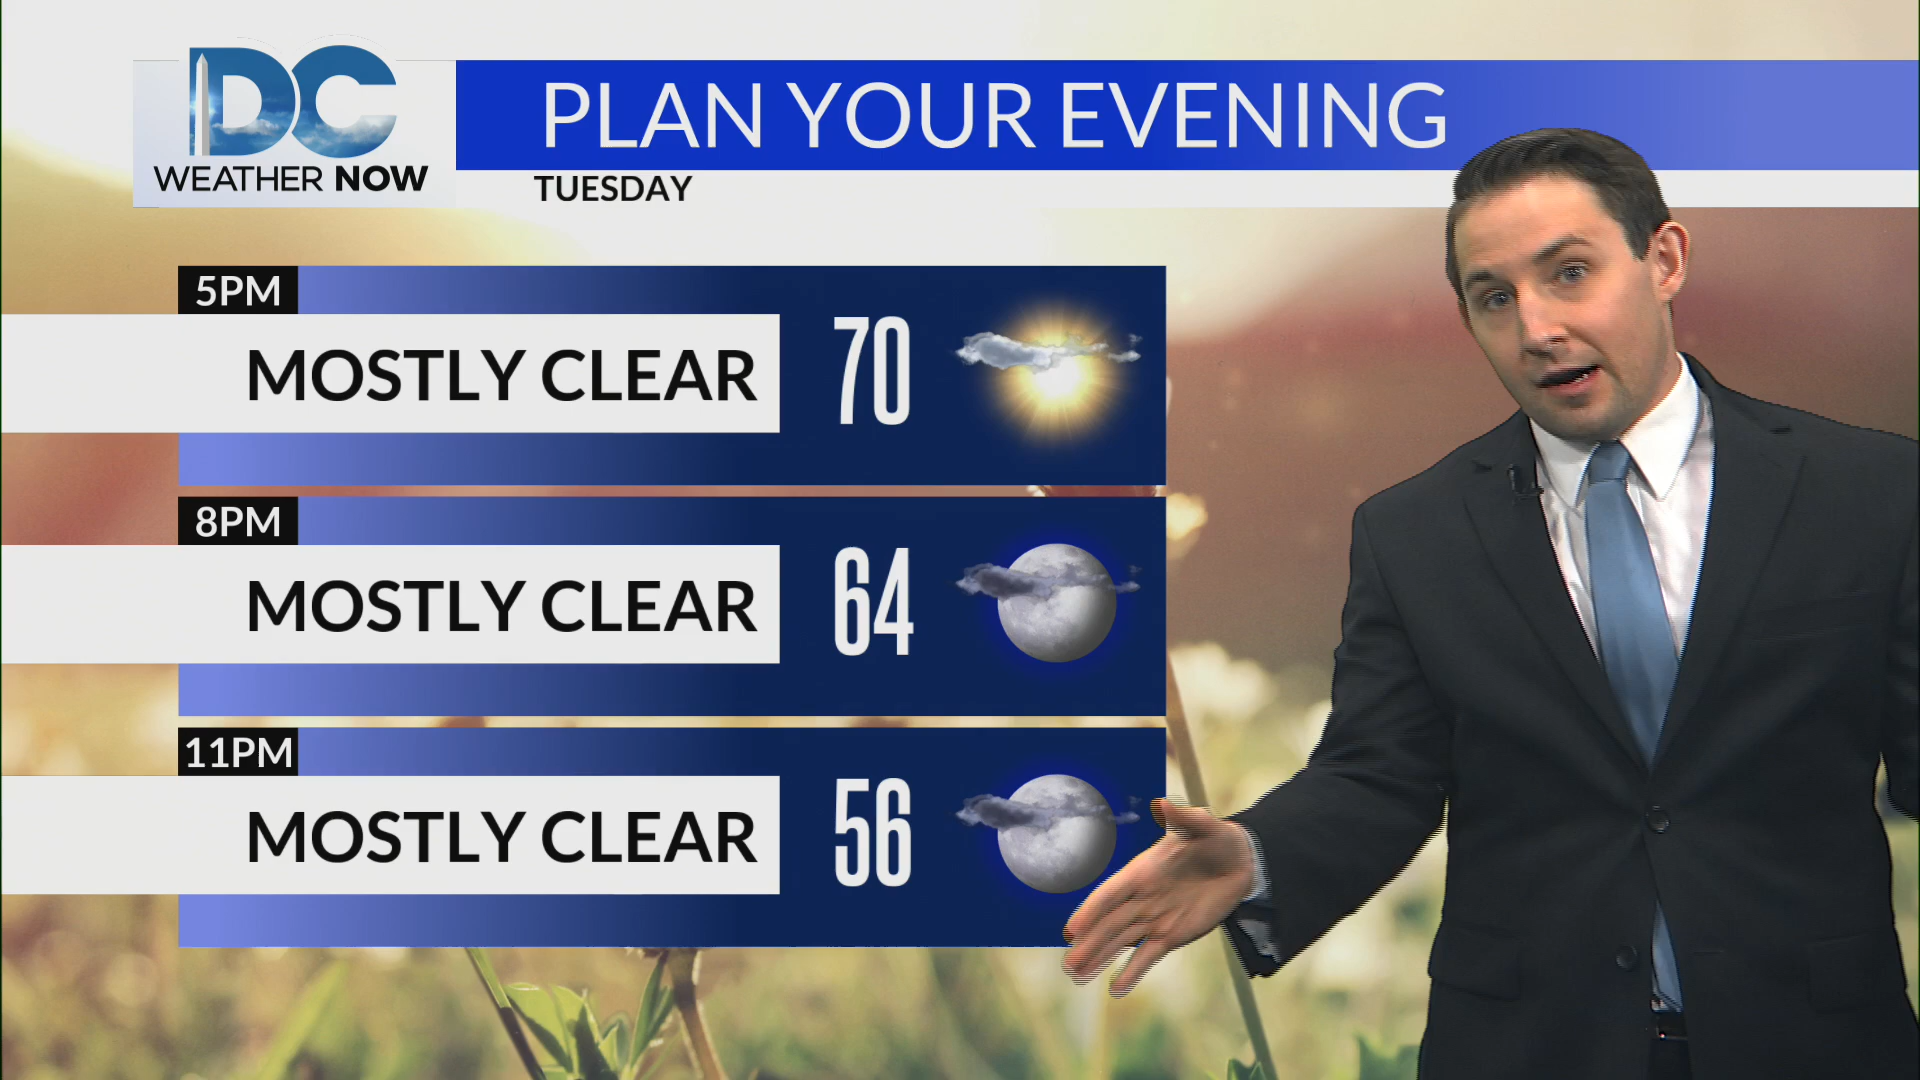 DC
WEATHER NOW
PLAN YOUR EVENING
TUESDAY
5PM
MOSTLY CLEAR
70
8PM
MOSTLY CLEAR
64
11PM
MOSTLY CLEAR
56